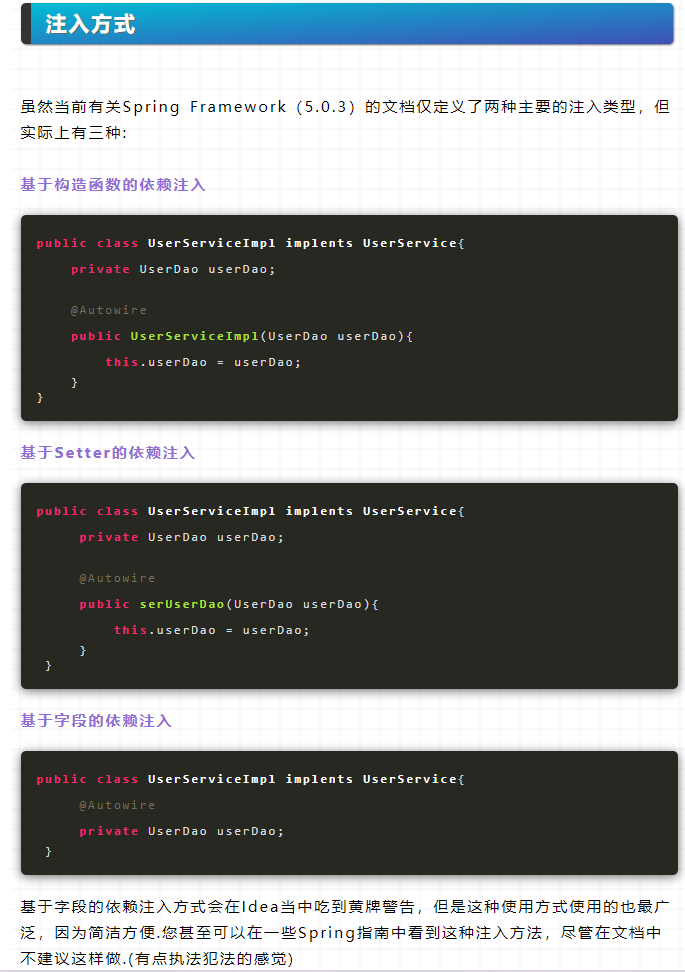 注入方式
虽然当前有关Spring Framework（5.0.3）的文档仅定义了两种主要的注入类型，但
实际上有三种:
基于构造函数的依赖注入
public class UserServiceImpl implents UserService{
private UserDao userDao;
@Autowire
public UserServiceImpl(UserDao userDao){
this.userDao = userDao;
}
}
基于Setter的依赖注入
public class UserServiceImpl implents UserService{
private UserDao userDao;
@Autowire
public serUserDao(UserDao userDao){
this.userDao = userDao;
}
}
基于字段的依赖注入
public class UserServiceImpl implents UserService{
@Autowire
private UserDao userDao;
}
基于字段的依赖注入方式会在Idea当中吃到黄牌警告，但是这种使用方式使用的也最广
泛，因为简洁方便.您甚至可以在一些Spring指南中看到这种注入方法，尽管在文档中
不建议这样做.(有点执法犯法的感觉)